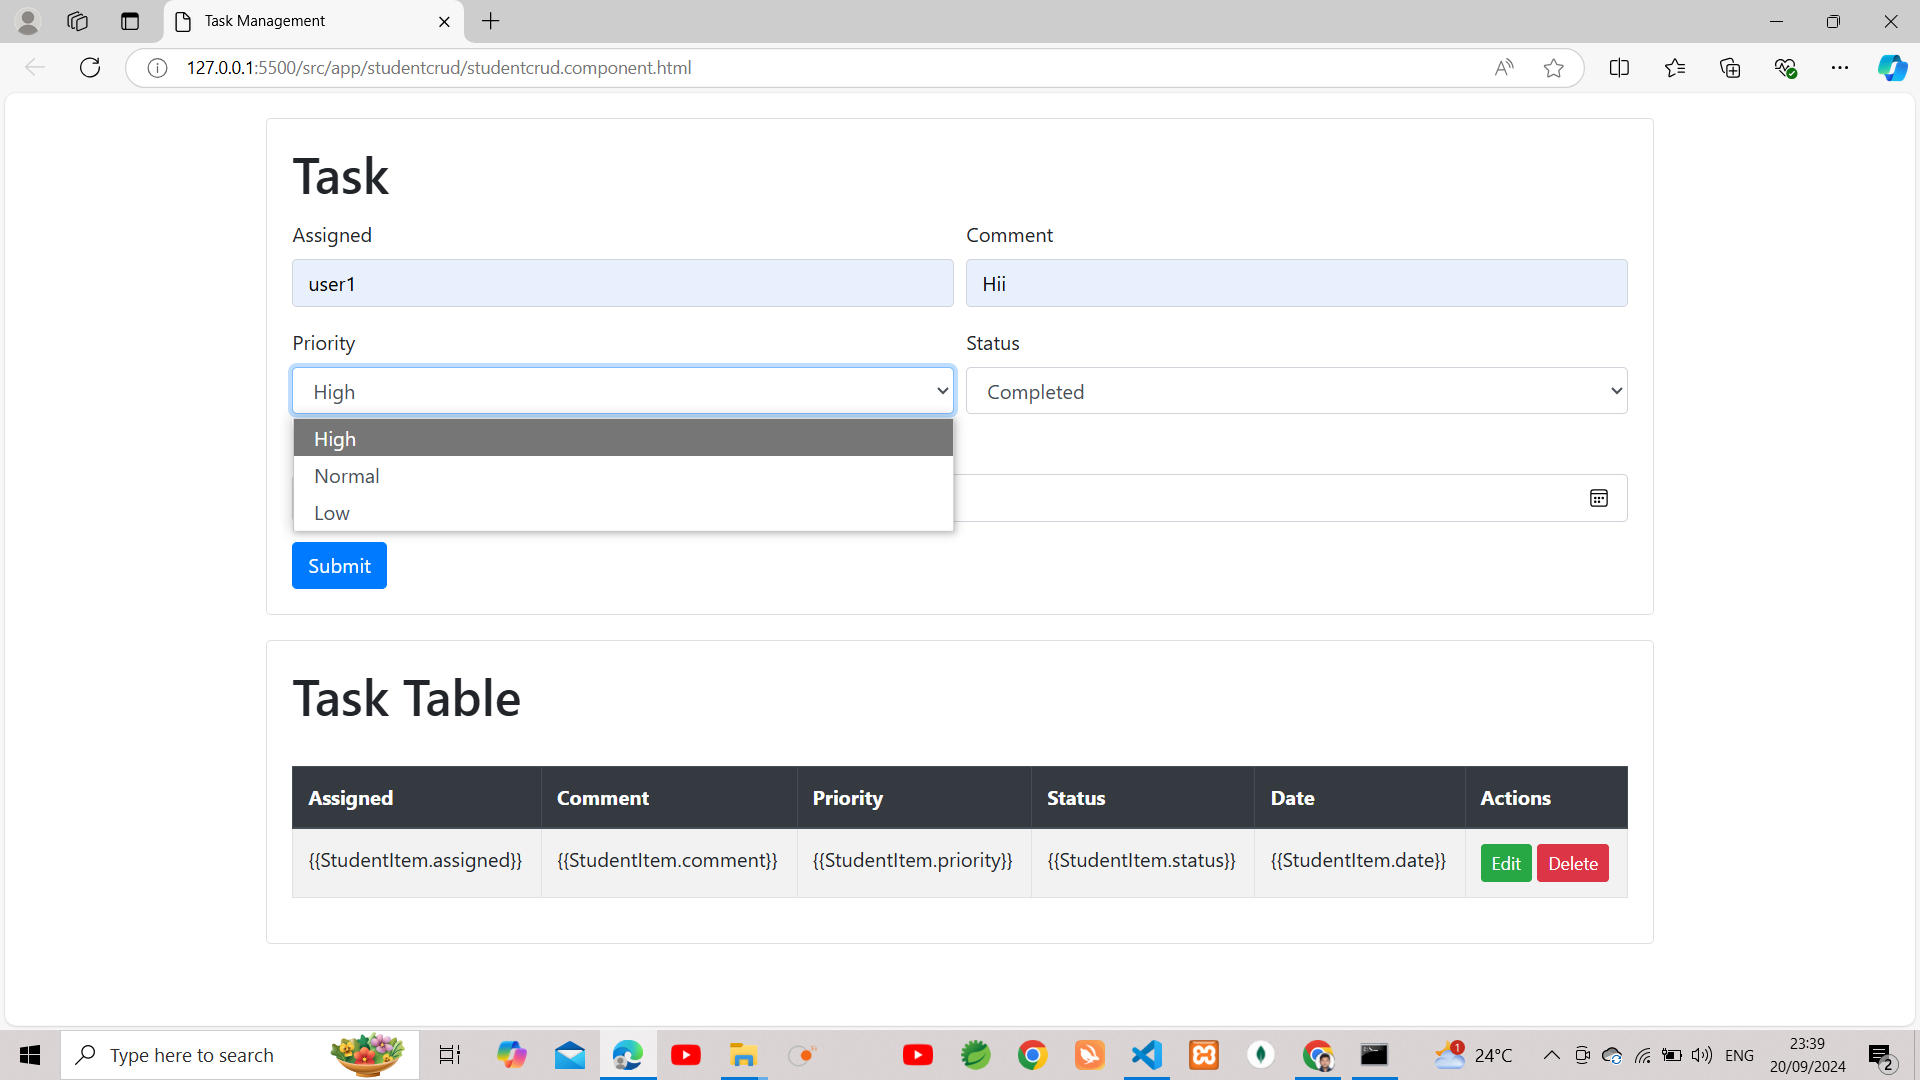 Task Management
127.0.0.1:5500/src/app/studentcrud/studentcrud.component.html
Task
Assigned
Comment
user1
Hii
Priority
Status
High
Completed
High
Normal
Low
Submit
Task Table
Assigned Comment Priority Status Date Actions
{{StudentItem.assigned}} {{StudentItem.comment}} {{StudentItem.priority}} {{StudentItem.status}} {{StudentItem.date}} Edit Delete
Type here to search
1
24°C
ENG
23:39
20/09/2024
2